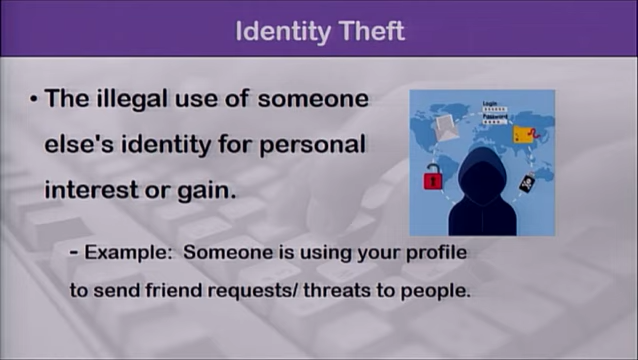 Identity Theft
• The illegal use of someone
else's identity for personal
interest or gain.
Login
Password
- Example: Someone is using your profile
to send friend requests/ threats to people.